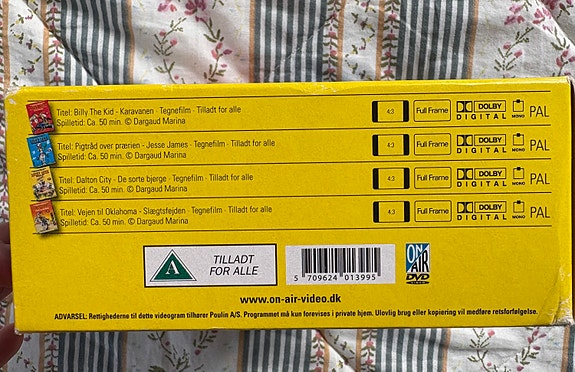 Titel: Billy The Kid - Karavanen · Tegnefilm · Tilladt for alle
Spilletid: Ca. 50 min. © Dargaud Marina
4:3 Full Frame DOLBY DIGITAL MONO PAL
Titel: Pigtråd over prærien - Jesse James · Tegnefilm · Tilladt for alle
Spilletid: Ca. 50 min. © Dargaud Marina
4:3 Full Frame DOLBY DIGITAL MONO PAL
Titel: Dalton City - De sorte bjerge · Tegnefilm · Tilladt for alle
Spilletid: Ca. 50 min. © Dargaud Marina
4:3 Full Frame DOLBY DIGITAL MONO PAL
Titel: Vejen til Oklahoma - Slægtsfejden · Tegnefilm · Tilladt for alle
Spilletid: Ca. 50 min. © Dargaud Marina
4:3 Full Frame DOLBY DIGITAL MONO PAL
A
TILLADT
FOR ALLE
5 709624 013995
ON
AIR
DVD
VIDEO
www.on-air-video.dk
ADVARSEL: Rettighederne til dette videogram tilhører Poulin A/S. Programmet må kun forevises i private hjem. Ulovlig brug eller kopiering vil medføre retsforfølgelse.